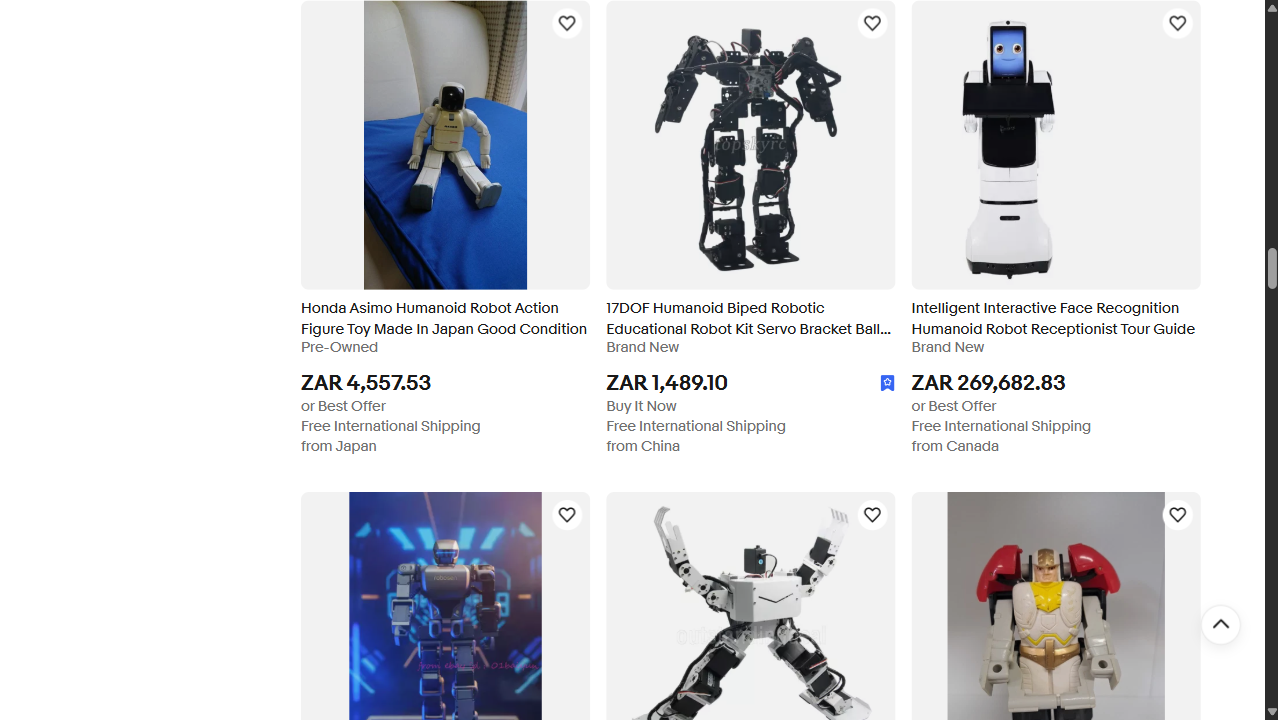 topskyrc
Honda Asimo Humanoid Robot Action
Figure Toy Made In Japan Good Condition
Pre-Owned
ZAR 4,557.53
or Best Offer
Free International Shipping
from Japan
17DOF Humanoid Biped Robotic
Educational Robot Kit Servo Bracket Ball...
Brand New
ZAR 1,489.10
Buy It Now
Free International Shipping
from China
Intelligent Interactive Face Recognition
Humanoid Robot Receptionist Tour Guide
Brand New
ZAR 269,682.83
or Best Offer
Free International Shipping
from Canada